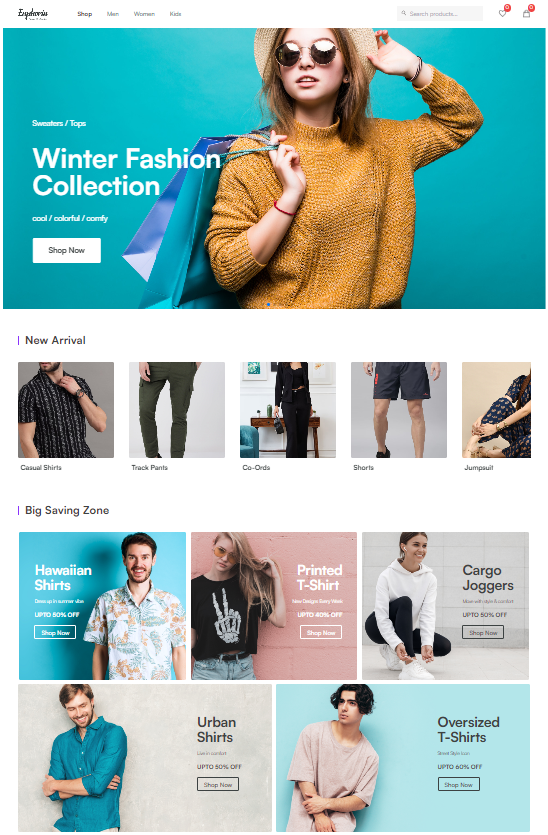 Euphoria
Shop Men Women Kids
Search products...
0 0
Sweaters / Tops
Winter Fashion
Collection
cool / colorful / comfy
Shop Now
New Arrival
Casual Shirts
Track Pants
Co-Ords
Shorts
Jumpsuit
Big Saving Zone
Hawaiian
Shirts
Dress up in summer vibe
UPTO 50% OFF
Shop Now
Printed
T-Shirt
New Designs Every Week
UPTO 40% OFF
Shop Now
Cargo
Joggers
Move with style & comfort
UPTO 50% OFF
Shop Now
Urban
Shirts
Live in comfort
UPTO 50% OFF
Shop Now
Oversized
T-Shirts
Street Style Icon
UPTO 60% OFF
Shop Now